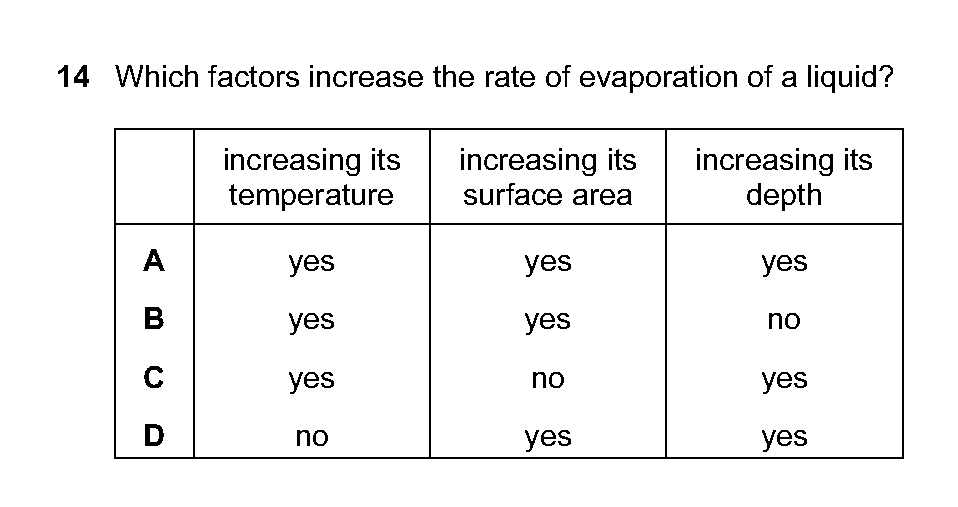 14 Which factors increase the rate of evaporation of a liquid?
increasing its temperature increasing its surface area increasing its depth
A yes yes yes
B yes yes no
C yes no yes
D no yes yes